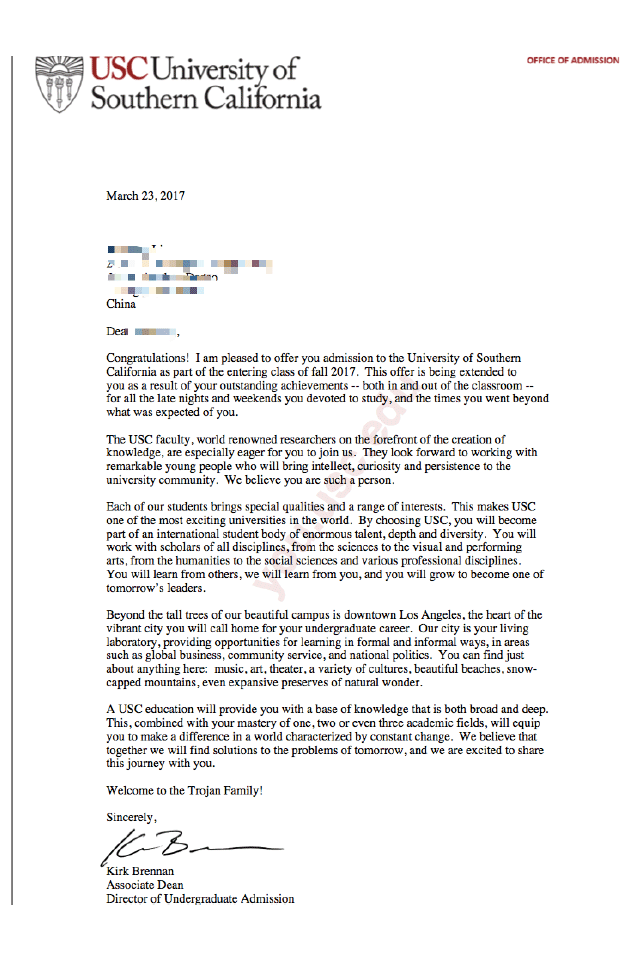 USC University of
Southern California
OFFICE OF ADMISSION
March 23, 2017
China
Dear ,
Congratulations! I am pleased to offer you admission to the University of Southern
California as part of the entering class of fall 2017. This offer is being extended to
you as a result of your outstanding achievements -- both in and out of the classroom --
for all the late nights and weekends you devoted to study, and the times you went beyond
what was expected of you.
The USC faculty, world renowned researchers on the forefront of the creation of
knowledge, are especially eager for you to join us. They look forward to working with
remarkable young people who will bring intellect, curiosity and persistence to the
university community. We believe you are such a person.
Each of our students brings special qualities and a range of interests. This makes USC
one of the most exciting universities in the world. By choosing USC, you will become
part of an international student body of enormous talent, depth and diversity. You will
work with scholars of all disciplines, from the sciences to the visual and performing
arts, from the humanities to the social sciences and various professional disciplines.
You will learn from others, we will learn from you, and you will grow to become one of
tomorrow's leaders.
Beyond the tall trees of our beautiful campus is downtown Los Angeles, the heart of the
vibrant city you will call home for your undergraduate career. Our city is your living
laboratory, providing opportunities for learning in formal and informal ways, in areas
such as global business, community service, and national politics. You can find just
about anything here: music, art, theater, a variety of cultures, beautiful beaches, snow-
capped mountains, even expansive preserves of natural wonder.
A USC education will provide you with a base of knowledge that is both broad and deep.
This, combined with your mastery of one, two or even three academic fields, will equip
you to make a difference in a world characterized by constant change. We believe that
together we will find solutions to the problems of tomorrow, and we are excited to share
this journey with you.
Welcome to the Trojan Family!
Sincerely,
Kirk Brennan
Associate Dean
Director of Undergraduate Admission